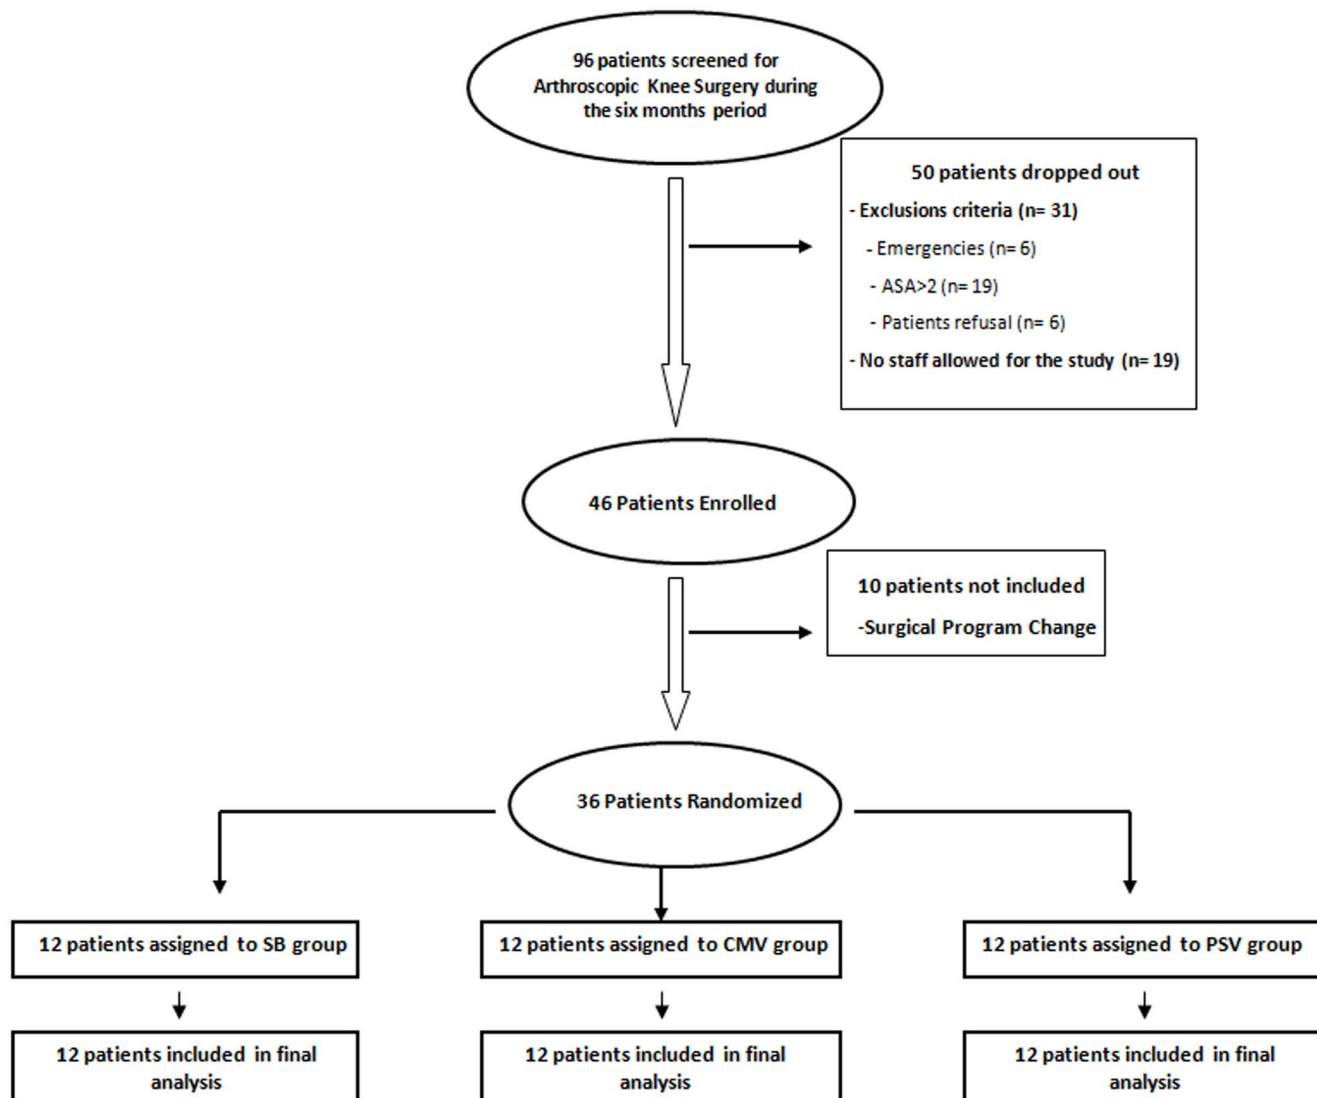 96 patients screened for
Arthroscopic Knee Surgery during
the six months period
50 patients dropped out
- Exclusions criteria (n= 31)
- Emergencies (n= 6)
- ASA>2 (n= 19)
- Patients refusal (n= 6)
- No staff allowed for the study (n= 19)
46 Patients Enrolled
10 patients not included
-Surgical Program Change
36 Patients Randomized
12 patients assigned to SB group
12 patients assigned to CMV group
12 patients assigned to PSV group
12 patients included in final
analysis
12 patients included in final
analysis
12 patients included in final
analysis